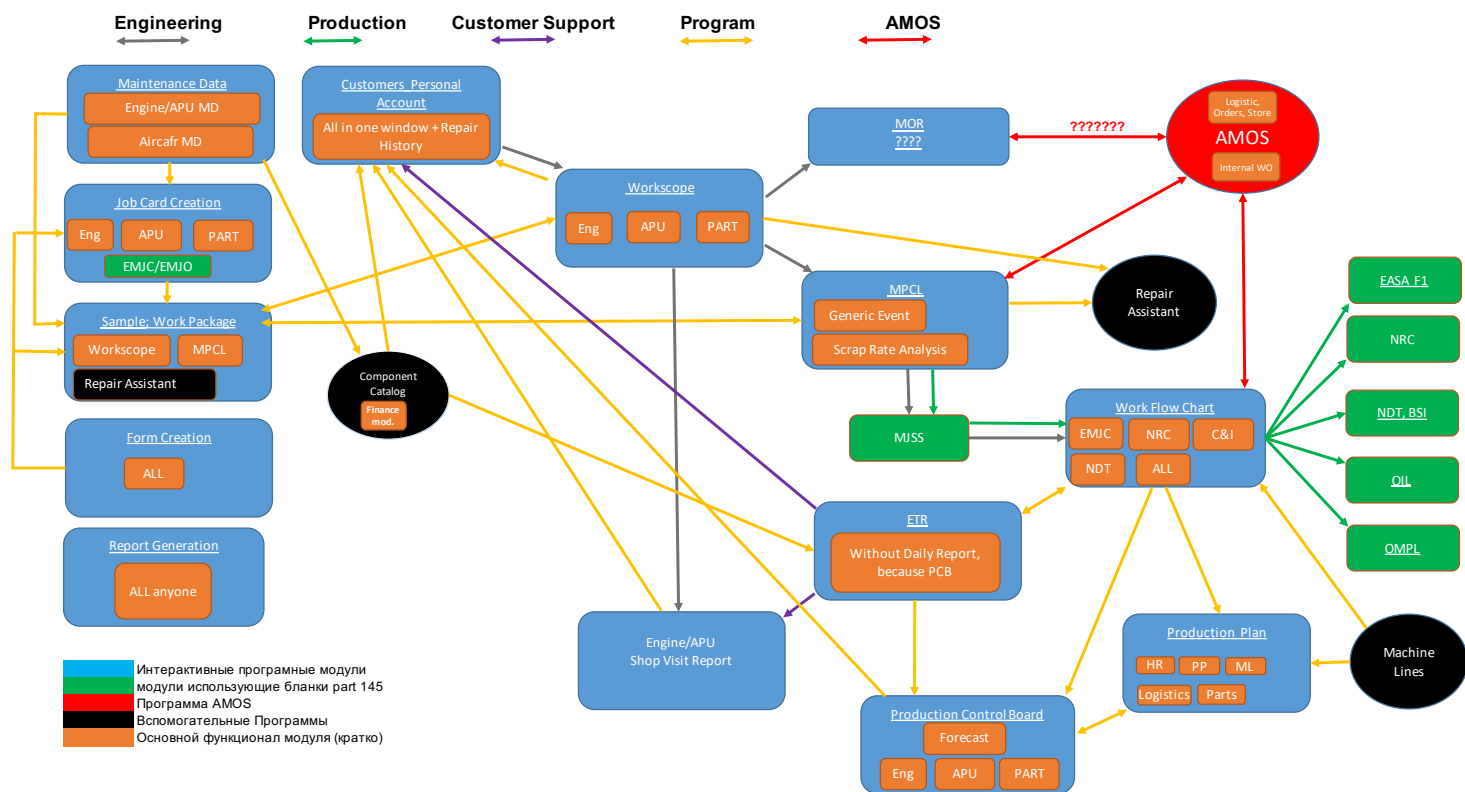 Engineering
Production
Customer Support
Program
AMOS
Maintenance Data
Engine/APU MD
Aircafr MD
Customers_Personal
Account
All in one window + Repair
History
MOR
????
???????
Logistic,
Orders, Store
AMOS
Internal WO
Job Card Creation
Eng
APU
PART
EMJC/EMJO
Workscope
Eng
APU
PART
Sample; Work Package
Workscope
MPCL
Repair Assistant
MPCL
Generic Event
Scrap Rate Analysis
Repair
Assistant
EASA F1
NRC
NDT, BSI
OIL
OMPL
Component
Catalog
Finance
mod.
Form Creation
ALL
MJSS
Work Flow Chart
EMJC
NRC
C&I
NDT
ALL
Report Generation
ALL anyone
ETR
Without Daily Report,
because PCB
Engine/APU
Shop Visit Report
Production Plan
HR
PP
ML
Logistics
Parts
Machine
Lines
Production Control Board
Forecast
Eng
APU
PART
Интерактивные програмные модули
модули использующие бланки part 145
Программа AMOS
Вспомогательные Программы
Основной функционал модуля (кратко)